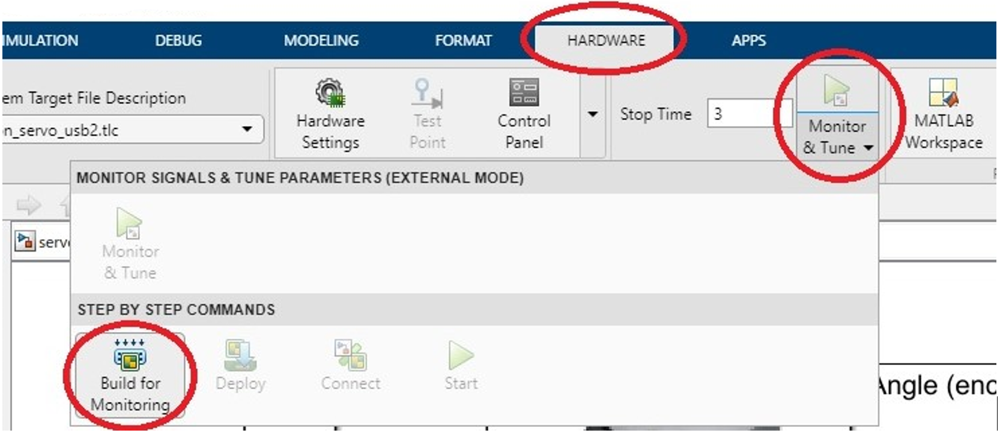 IMULATION DEBUG MODELING FORMAT HARDWARE APPS
em Target File Description
n_servo_usb2.tlc
Hardware
Settings
Test
Point
Control
Panel
Stop Time 3
Monitor
& Tune
MATLAB
Workspace
MONITOR SIGNALS & TUNE PARAMETERS (EXTERNAL MODE)
Monitor
& Tune
serv
STEP BY STEP COMMANDS
Build for
Monitoring
Deploy
Connect
Start
Angle (enc